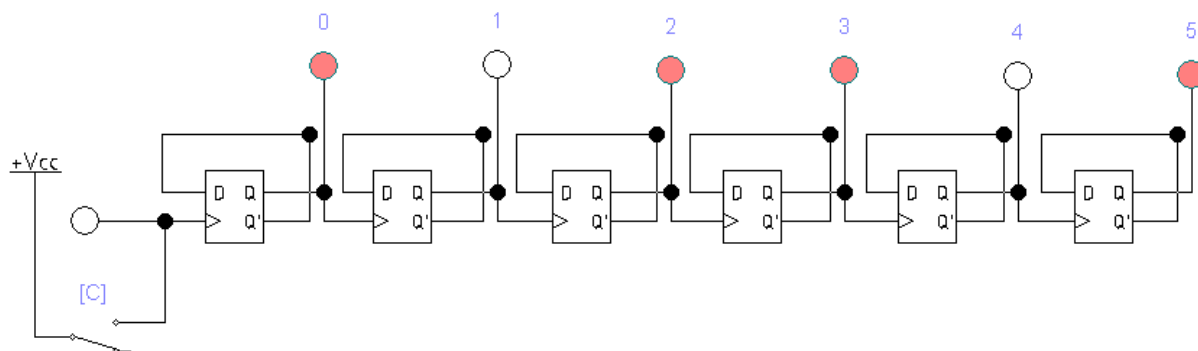 0 1 2 3 4 5
+Vcc
D Q D Q D Q D Q D Q D Q
Q' Q' Q' Q' Q' Q'
[C]